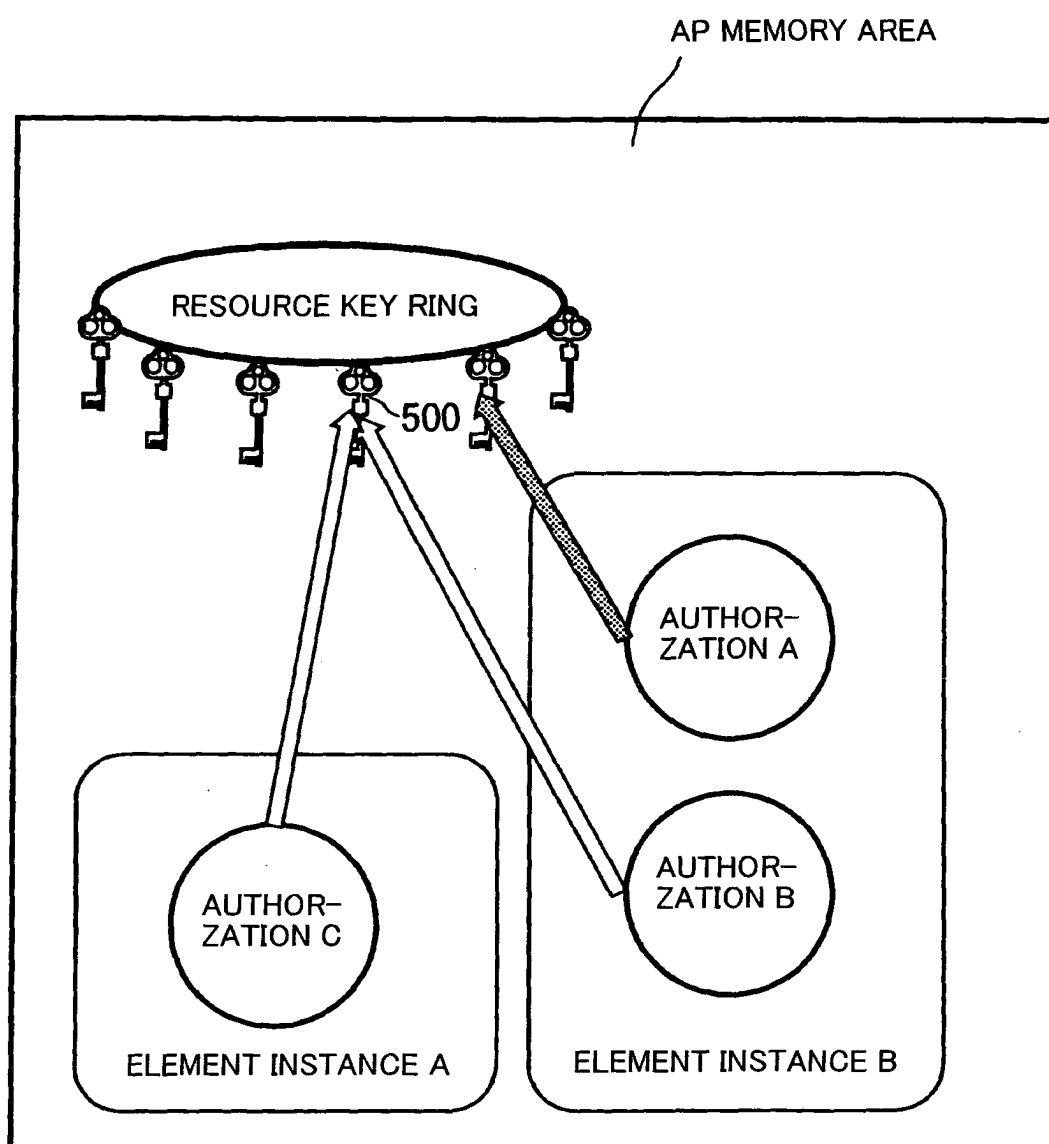 AP MEMORY AREA
RESOURCE KEY RING
500
AUTHOR-
ZATION A
AUTHOR-
ZATION B
AUTHOR-
ZATION C
ELEMENT INSTANCE A
ELEMENT INSTANCE B